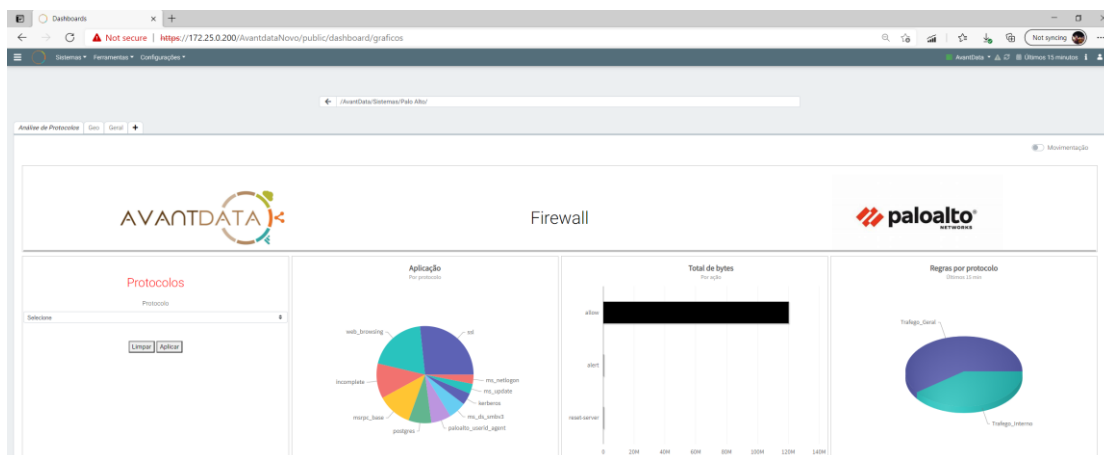 Dashboards
Not secure | https://172.25.0.200/AvantdataNovo/public/dashboard/graficos
Not syncing
Sistemas Ferramentas Configurações
AvantData Últimos 15 minutos
/AvantData/Sistemas/Palo Alto/
Análise de Protocolos Geo Geral
Movimentação
AVANTDATA
Firewall
paloalto
NETWORKS
Protocolos
Protocolo
Selecione
Limpar Aplicar
Aplicação
Por protocolo
web_browsing
ssl
incomplete
ms_netlogon
ms_update
kerberos
msrpc_base
ms_ds_smbv3
paloalto_userid_agent
postgres
Total de bytes
Por ação
allow
alert
reset-server
0 20M 40M 60M 80M 100M 120M 140M
Regras por protocolo
Últimos 15 min
Trafego_Geral
Trafego_Interno